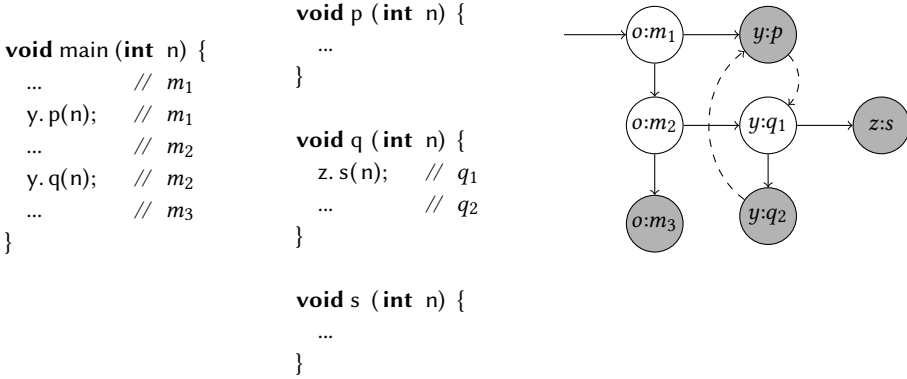 void main (int n) {
... // m1
y. p(n); // m1
... // m2
y. q(n); // m2
... // m3
}
void p (int n) {
...
}
void q (int n) {
z. s(n); // q1
... // q2
}
void s (int n) {
...
}
o:m1
y:p
o:m2
y:q1
z:s
o:m3
y:q2